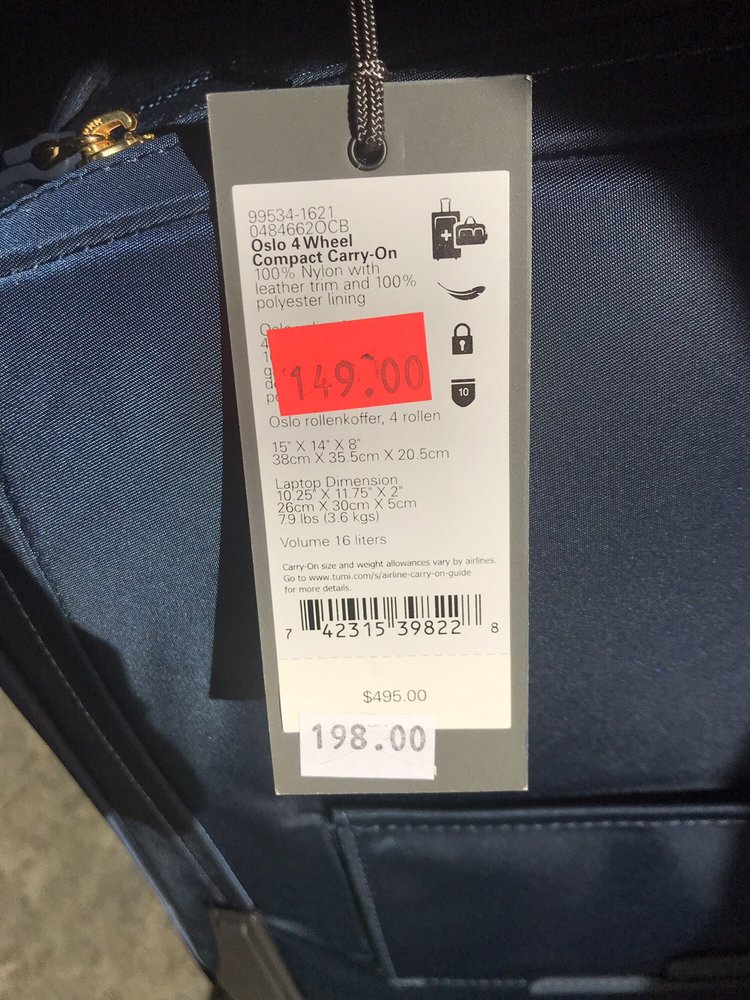 99534-1621
0484662OCB
Oslo 4 Wheel
Compact Carry-On
100% Nylon with
leather trim and 100%
polyester lining
149.00
10
Oslo rollenkoffer, 4 rollen
15" X 14" X 8"
38cm X 35.5cm X 20.5cm
Laptop Dimension
10.25" X 11.75" X 2"
26cm X 30cm X 5cm
7.9 lbs (3.6 kgs)
Volume 16 liters
Carry-On size and weight allowances vary by airlines.
Go to www.tumi.com/s/airline-carry-on-guide
for more details.
7 42315 39822 8
$495.00
198.00